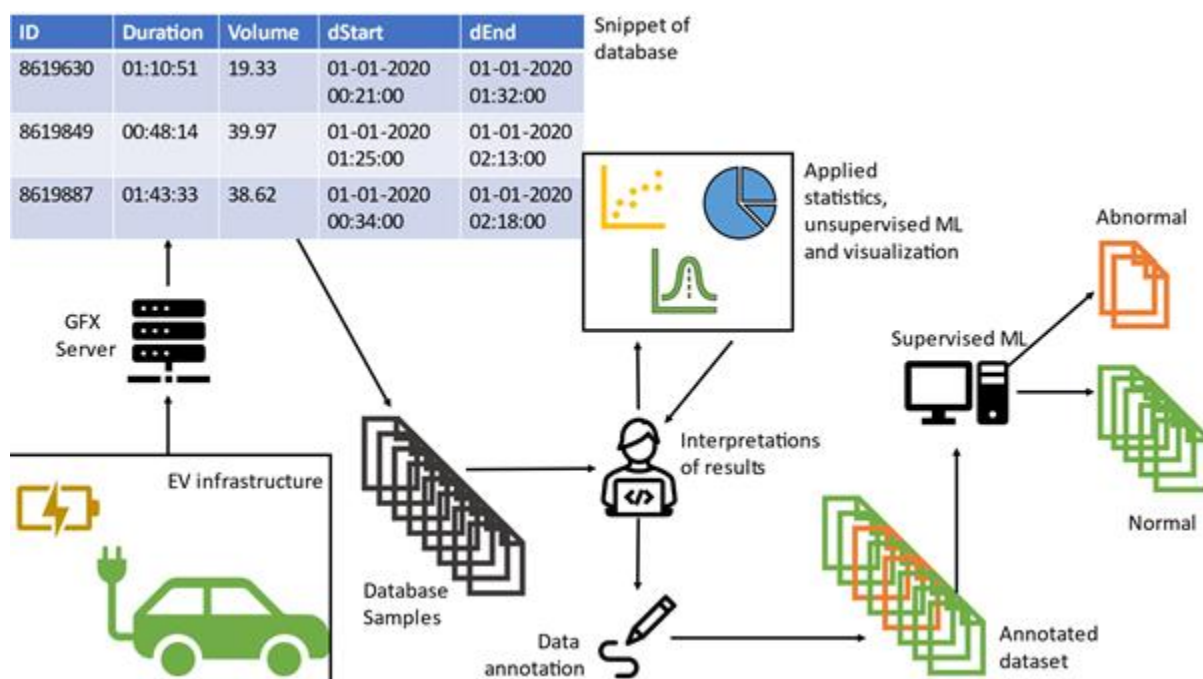 ID Duration Volume dStart dEnd
8619630 01:10:51 19.33 01-01-2020 01-01-2020
00:21:00 01:32:00
8619849 00:48:14 39.97 01-01-2020 01-01-2020
01:25:00 02:13:00
8619887 01:43:33 38.62 01-01-2020 01-01-2020
00:34:00 02:18:00
Snippet of
database
Applied
statistics,
unsupervised ML
and visualization
Abnormal
GFX
Server
Supervised ML
Interpretations
of results
EV infrastructure
Normal
Database
Samples
Data
annotation
Annotated
dataset